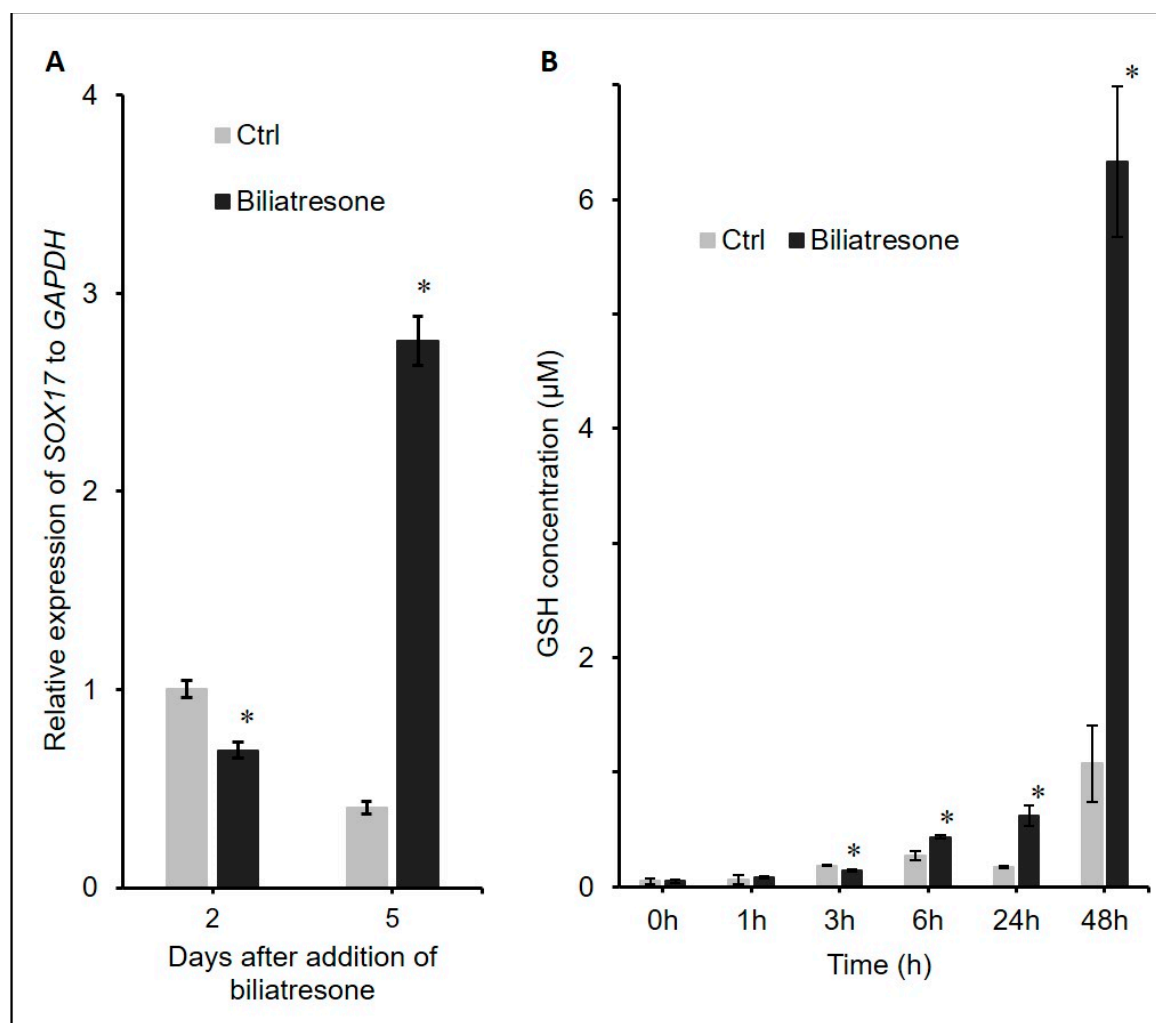 A
4
3
2
1
0
Relative expression of SOX17 to GAPDH
Ctrl
Biliatresone
*
*
2
5
Days after addition of
biliatresone
B
6
4
2
0
GSH concentration (µM)
Ctrl
Biliatresone
*
*
*
*
0h
1h
3h
6h
24h
48h
Time (h)